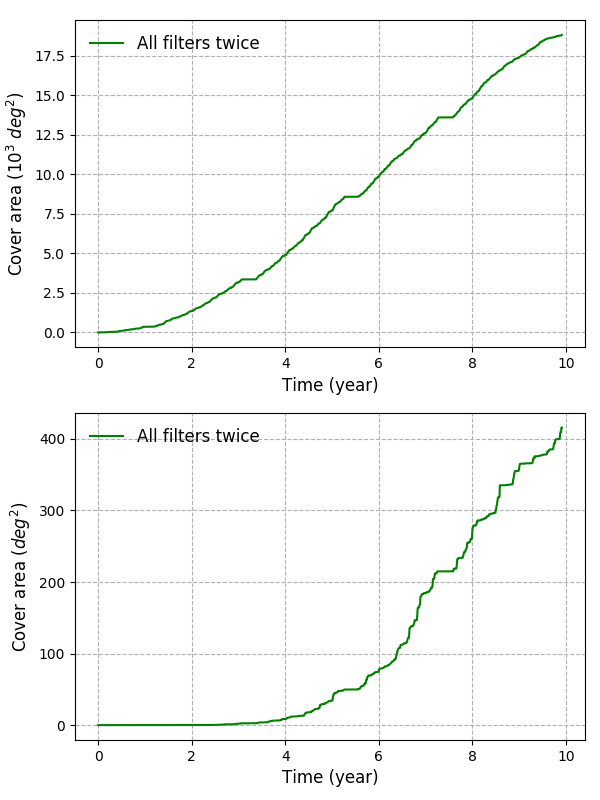 All filters twice
Cover area (10³ deg²)
17.5
15.0
12.5
10.0
7.5
5.0
2.5
0.0
0 2 4 6 8 10
Time (year)
All filters twice
Cover area (deg²)
400
300
200
100
0
0 2 4 6 8 10
Time (year)